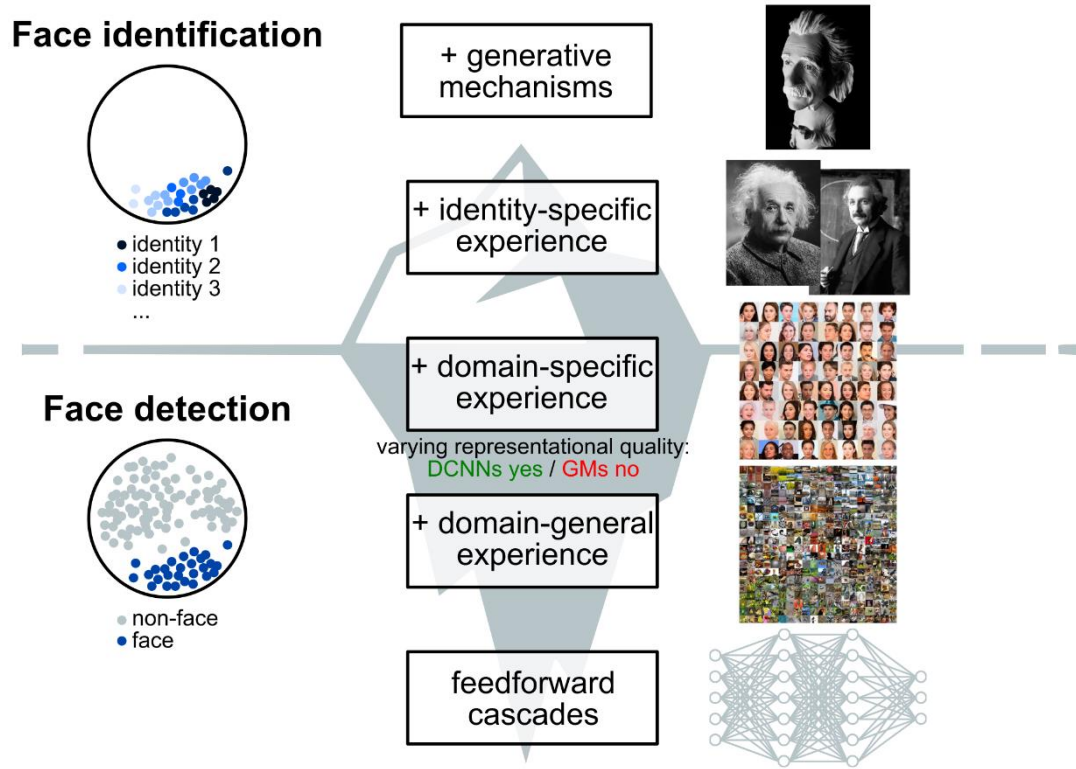 Face identification
identity 1
identity 2
identity 3
...
Face detection
non-face
face
+ generative
mechanisms
+ identity-specific
experience
+ domain-specific
experience
varying representational quality:
DCNNs yes / GMs no
+ domain-general
experience
feedforward
cascades